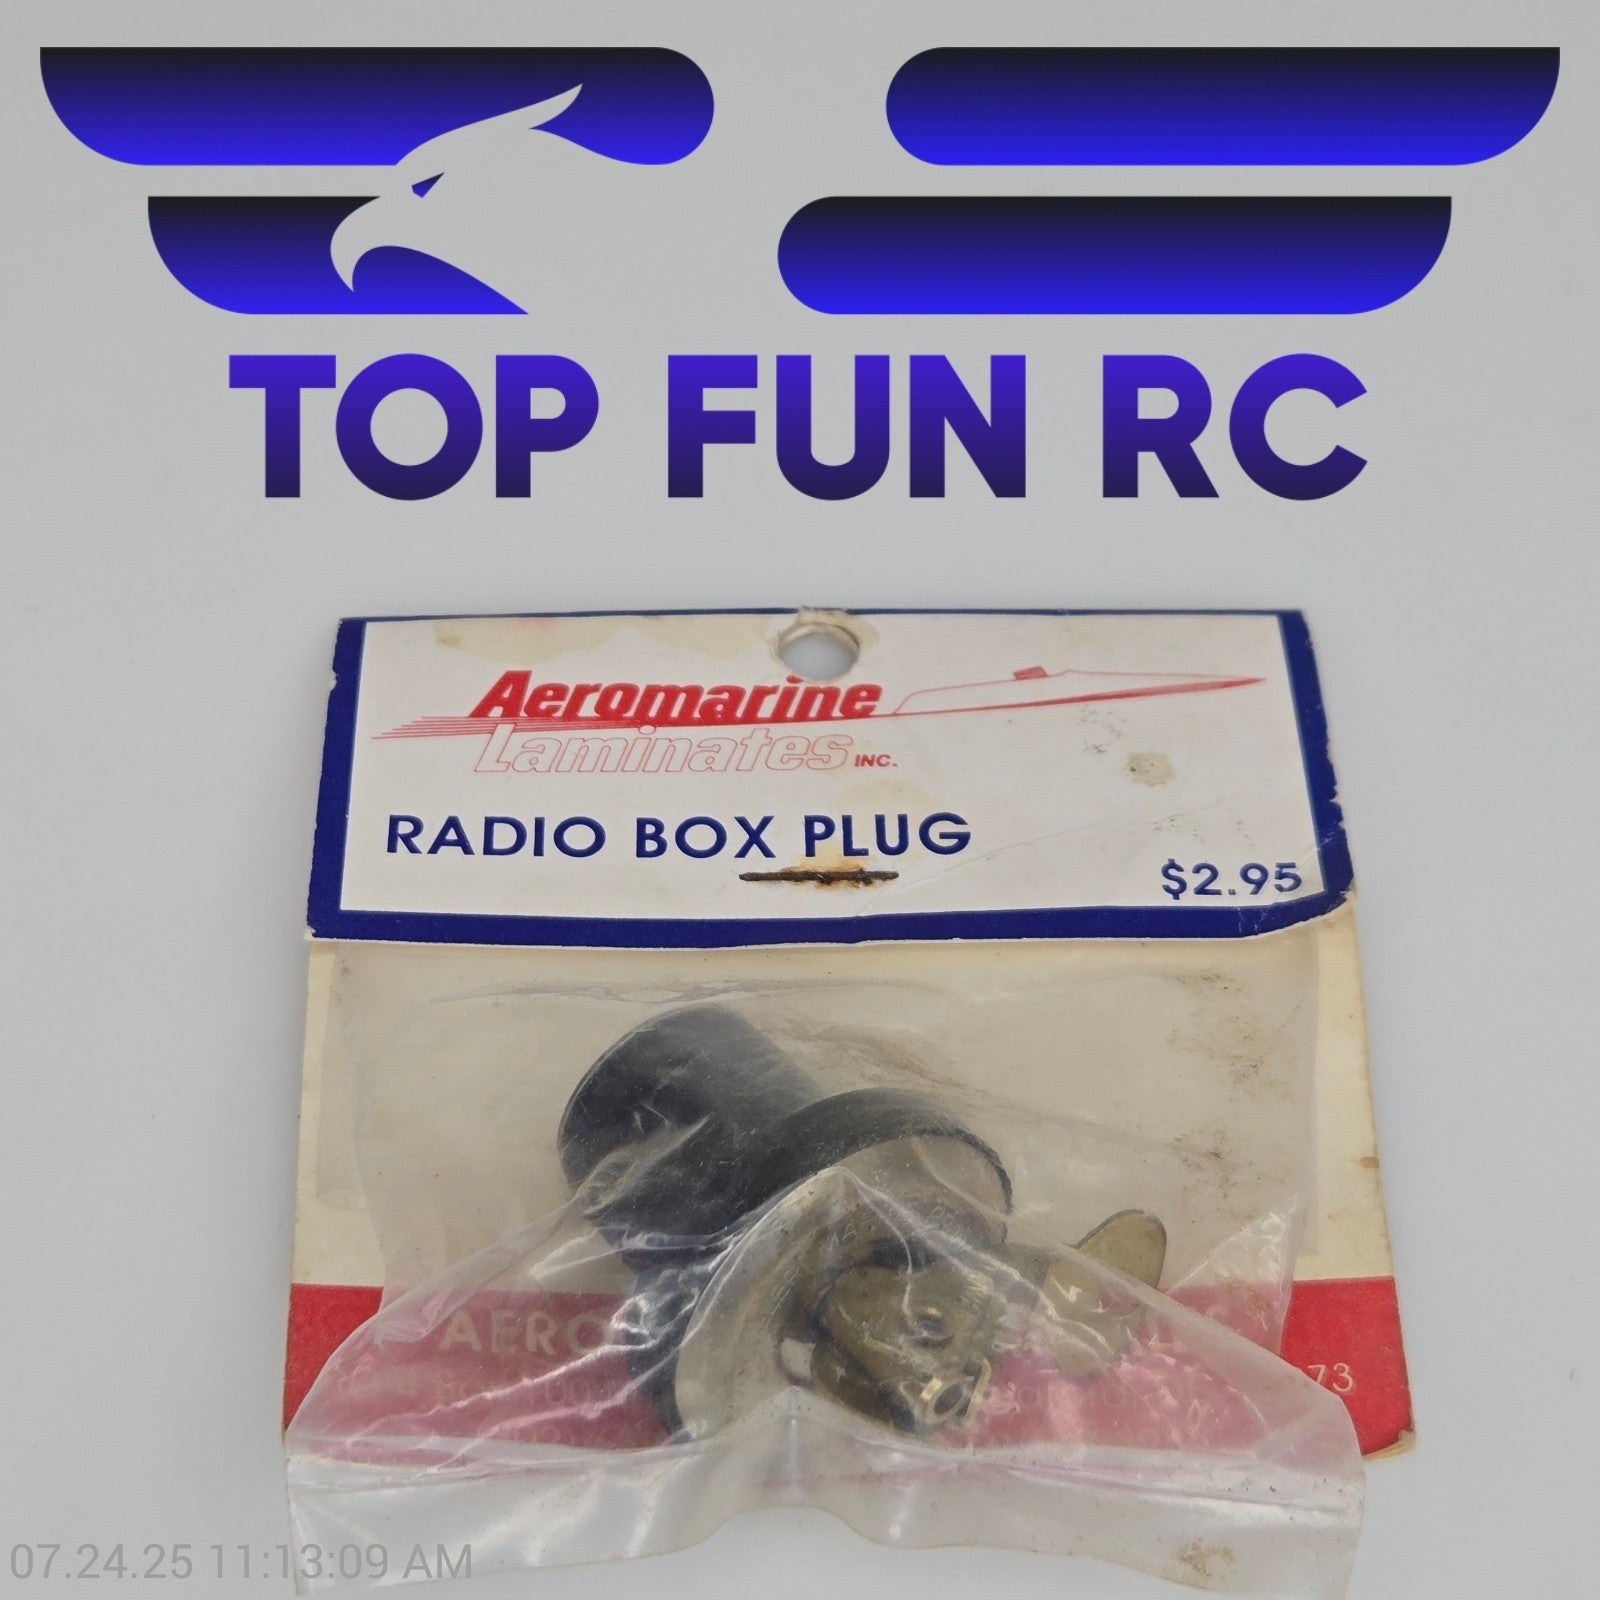 TOP FUN RC
Aeromarine
Laminates INC.
RADIO BOX PLUG
$2.95
AERO
73
07.24.25 11:13:09 AM